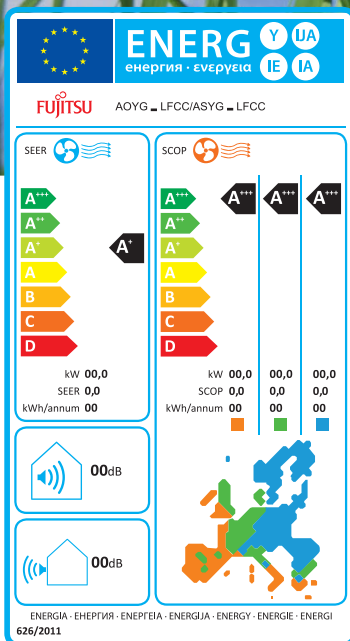 ENERG Y IJA
енергия · ενεργεια IE IA
FUJITSU AOYG _ LFCC/ASYG _ LFCC
SEER
SCOP
A+++
A++
A+
A
B
C
D
A+
kW 00,0
SEER 0,0
kWh/annum 00
A+++
A++
A+
A
B
C
D
A+++ A+++ A+++
kW 00,0 00,0 00,0
SCOP 0,0 0,0 0,0
kWh/annum 00 00 00
00dB
00dB
ENERGIA · ЕНЕРГИЯ · ΕΝΕΡΓΕΙΑ · ENERGIJA · ENERGY · ENERGIE · ENERGI
626/2011